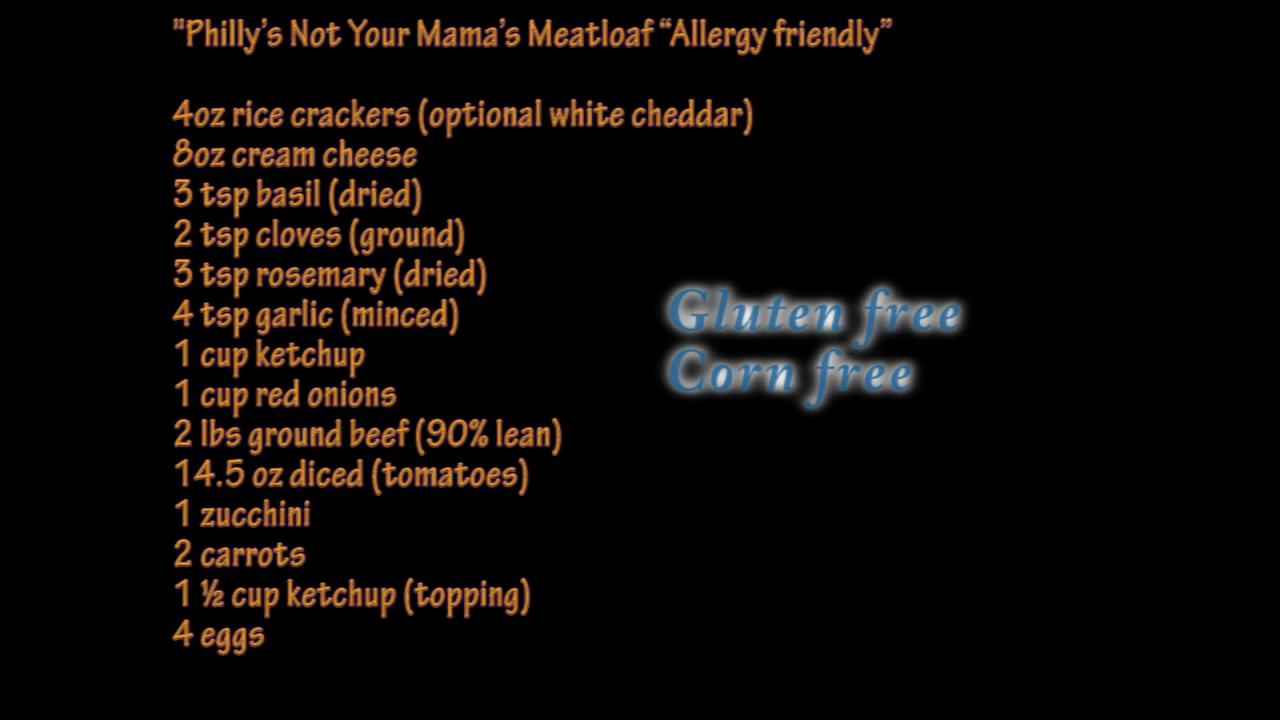 "Philly’s Not Your Mama’s Meatloaf “Allergy friendly”
4oz rice crackers (optional white cheddar)
8oz cream cheese
3 tsp basil (dried)
2 tsp cloves (ground)
3 tsp rosemary (dried)
4 tsp garlic (minced)
1 cup ketchup
1 cup red onions
2 lbs ground beef (90% lean)
14.5 oz diced (tomatoes)
1 zucchini
2 carrots
1 ½ cup ketchup (topping)
4 eggs
Gluten free
Corn free